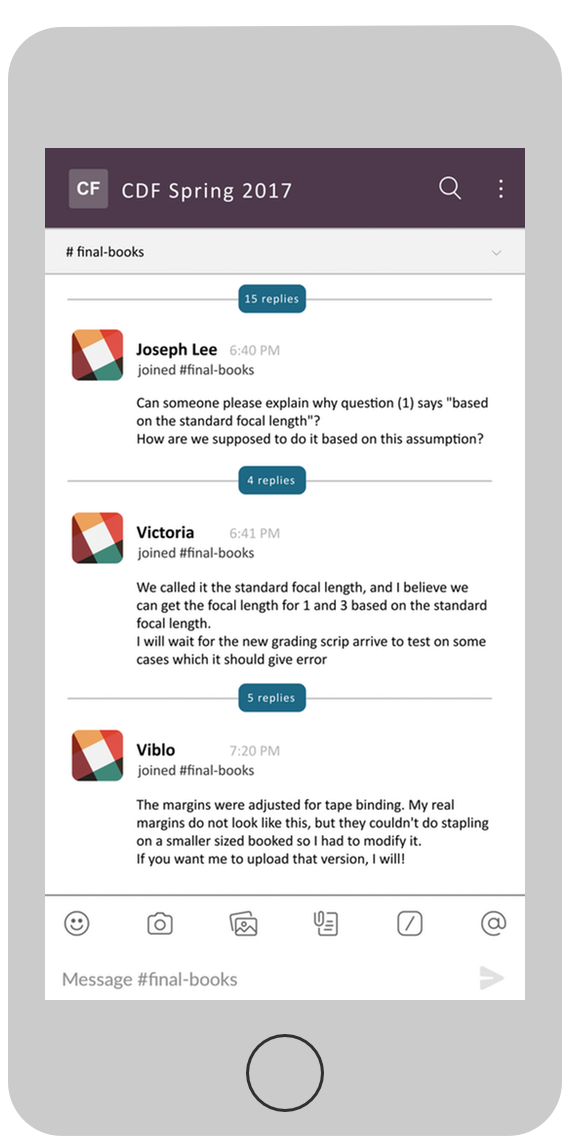 CF CDF Spring 2017
# final-books
15 replies
Joseph Lee 6:40 PM
joined #final-books
Can someone please explain why question (1) says "based
on the standard focal length"?
How are we supposed to do it based on this assumption?
4 replies
Victoria 6:41 PM
joined #final-books
We called it the standard focal length, and I believe we
can get the focal length for 1 and 3 based on the standard
focal length.
I will wait for the new grading scrip arrive to test on some
cases which it should give error
5 replies
Viblo 7:20 PM
joined #final-books
The margins were adjusted for tape binding. My real
margins do not look like this, but they couldn't do stapling
on a smaller sized booked so I had to modify it.
If you want me to upload that version, I will!
Message #final-books